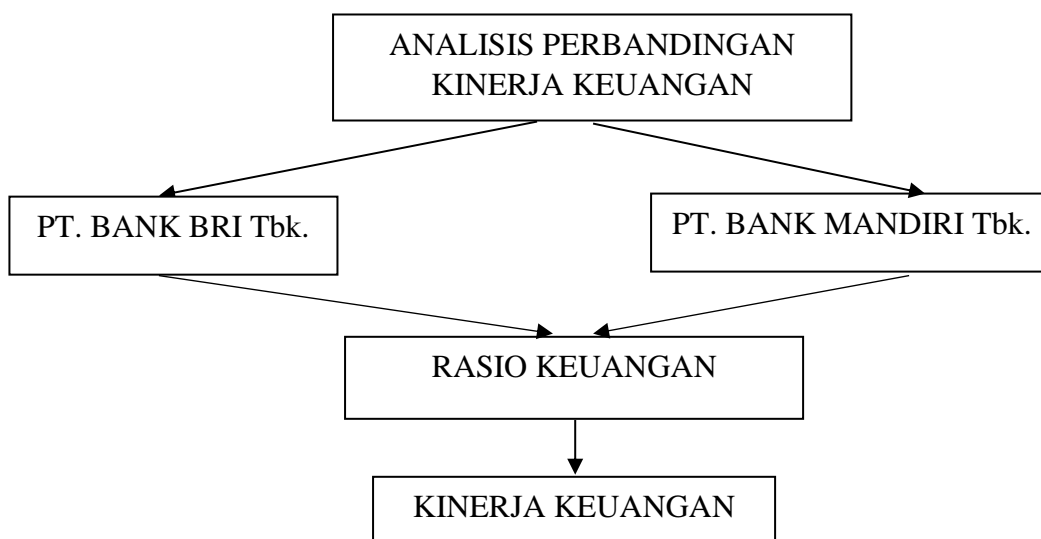 ANALISIS PERBANDINGAN
KINERJA KEUANGAN
PT. BANK BRI Tbk.
PT. BANK MANDIRI Tbk.
RASIO KEUANGAN
KINERJA KEUANGAN